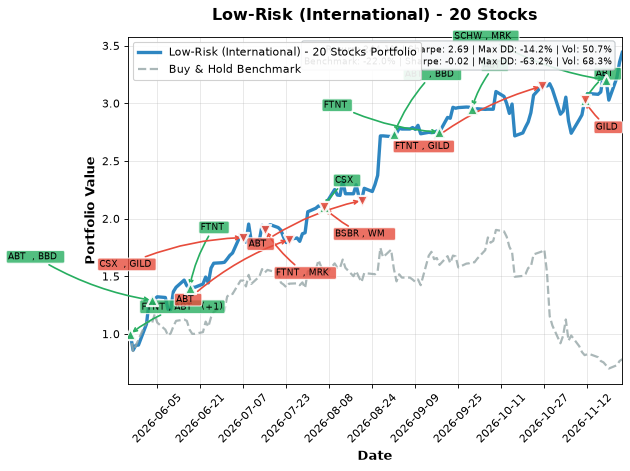 Low-Risk (International) - 20 Stocks
SCHW , MRK
Low-Risk (International) - 20 Stocks Portfolio
Buy & Hold Benchmark
2.69 | Max DD: -14.2% | Vol: 50.7%
Benchmark: -22.0% | Sharpe: -0.02 | Max DD: -63.2% | Vol: 68.3%
, BBD
ABT
FTNT
GILD
FTNT , GILD
CSX
FTNT
BSBR , WM
ABT
ABT , BBD
CSX , GILD
FTNT , MRK
ABT
FTNT , ABT (+1)
3.5
3.0
2.5
2.0
1.5
1.0
Portfolio Value
2026-06-05
2026-06-21
2026-07-07
2026-07-23
2026-08-08
2026-08-24
2026-09-09
2026-09-25
2026-10-11
2026-10-27
2026-11-12
Date